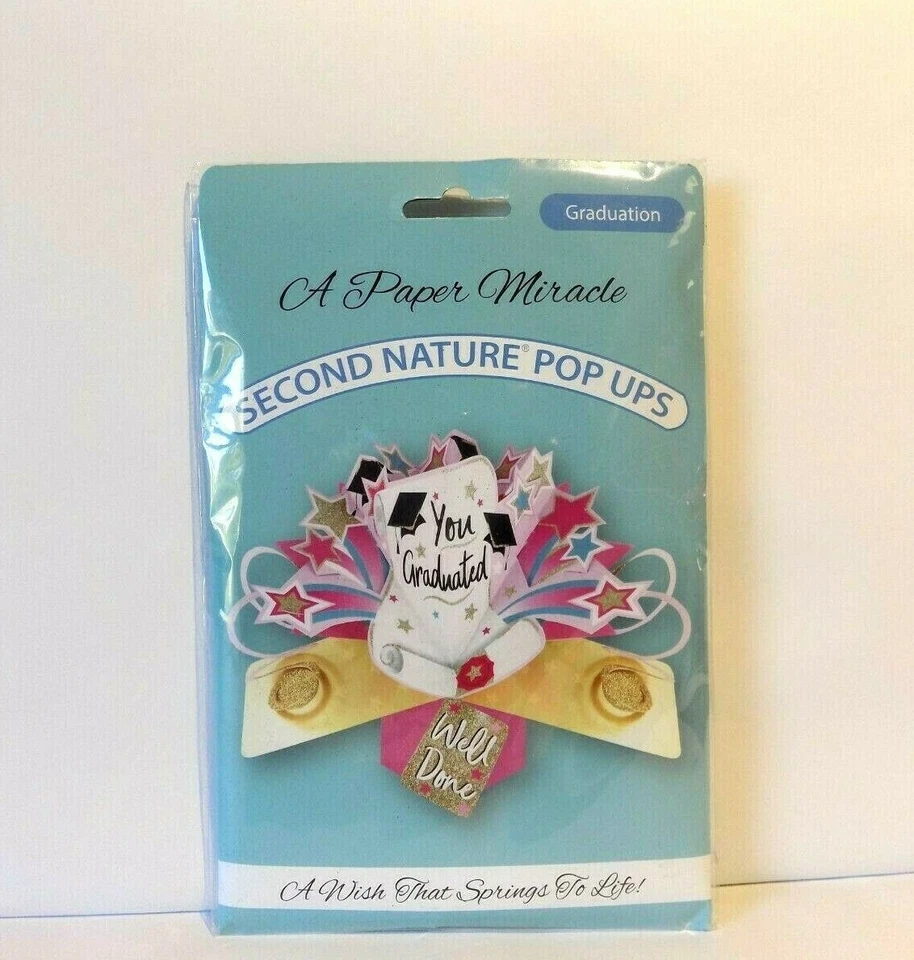 Graduation
A Paper Miracle
SECOND NATURE® POP UPS
You
Graduated
Well
Done
A Wish That Springs To Life!